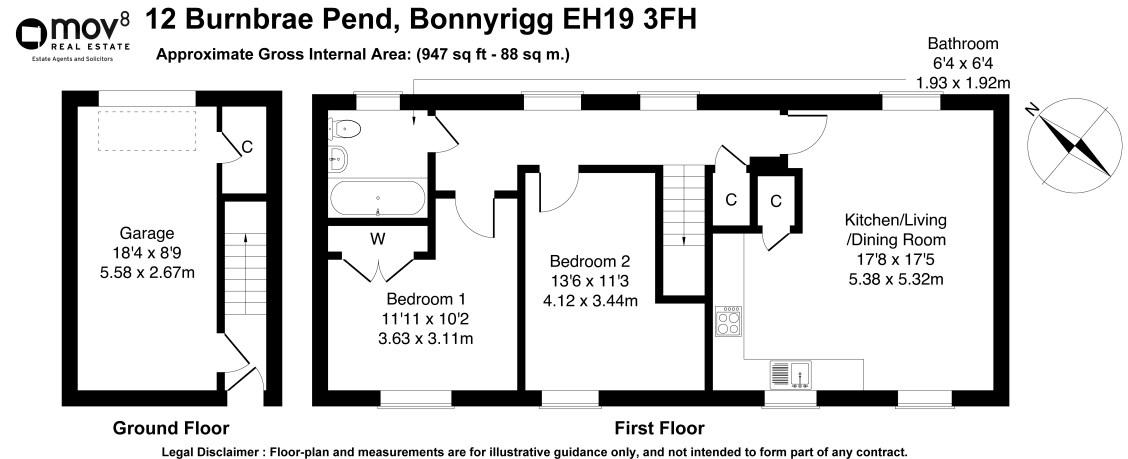 mov8
REAL ESTATE
Estate Agents and Solicitors
12 Burnbrae Pend, Bonnyrigg EH19 3FH
Approximate Gross Internal Area: (947 sq ft - 88 sq m.)
Bathroom
6'4 x 6'4
1.93 x 1.92m
N
C
Garage
18'4 x 8'9
5.58 x 2.67m
W
Bedroom 1
11'11 x 10'2
3.63 x 3.11m
Bedroom 2
13'6 x 11'3
4.12 x 3.44m
C
C
Kitchen/Living
/Dining Room
17'8 x 17'5
5.38 x 5.32m
Ground Floor
First Floor
Legal Disclaimer : Floor-plan and measurements are for illustrative guidance only, and not intended to form part of any contract.